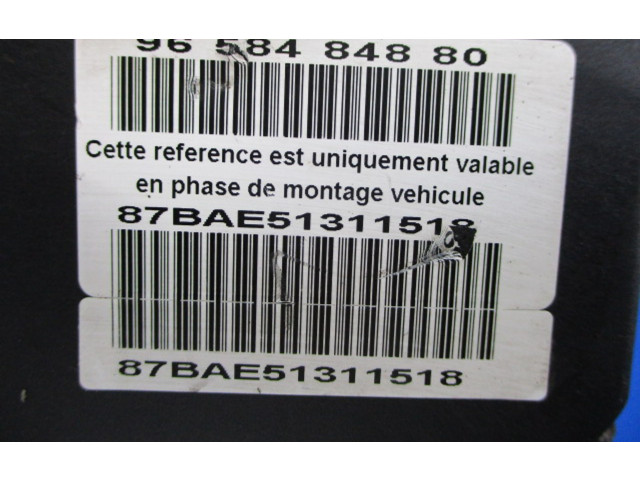 96 584 848 80
Cette reference est uniquement valable
en phase de montage vehicule
87BAE51311518
87BAE51311518